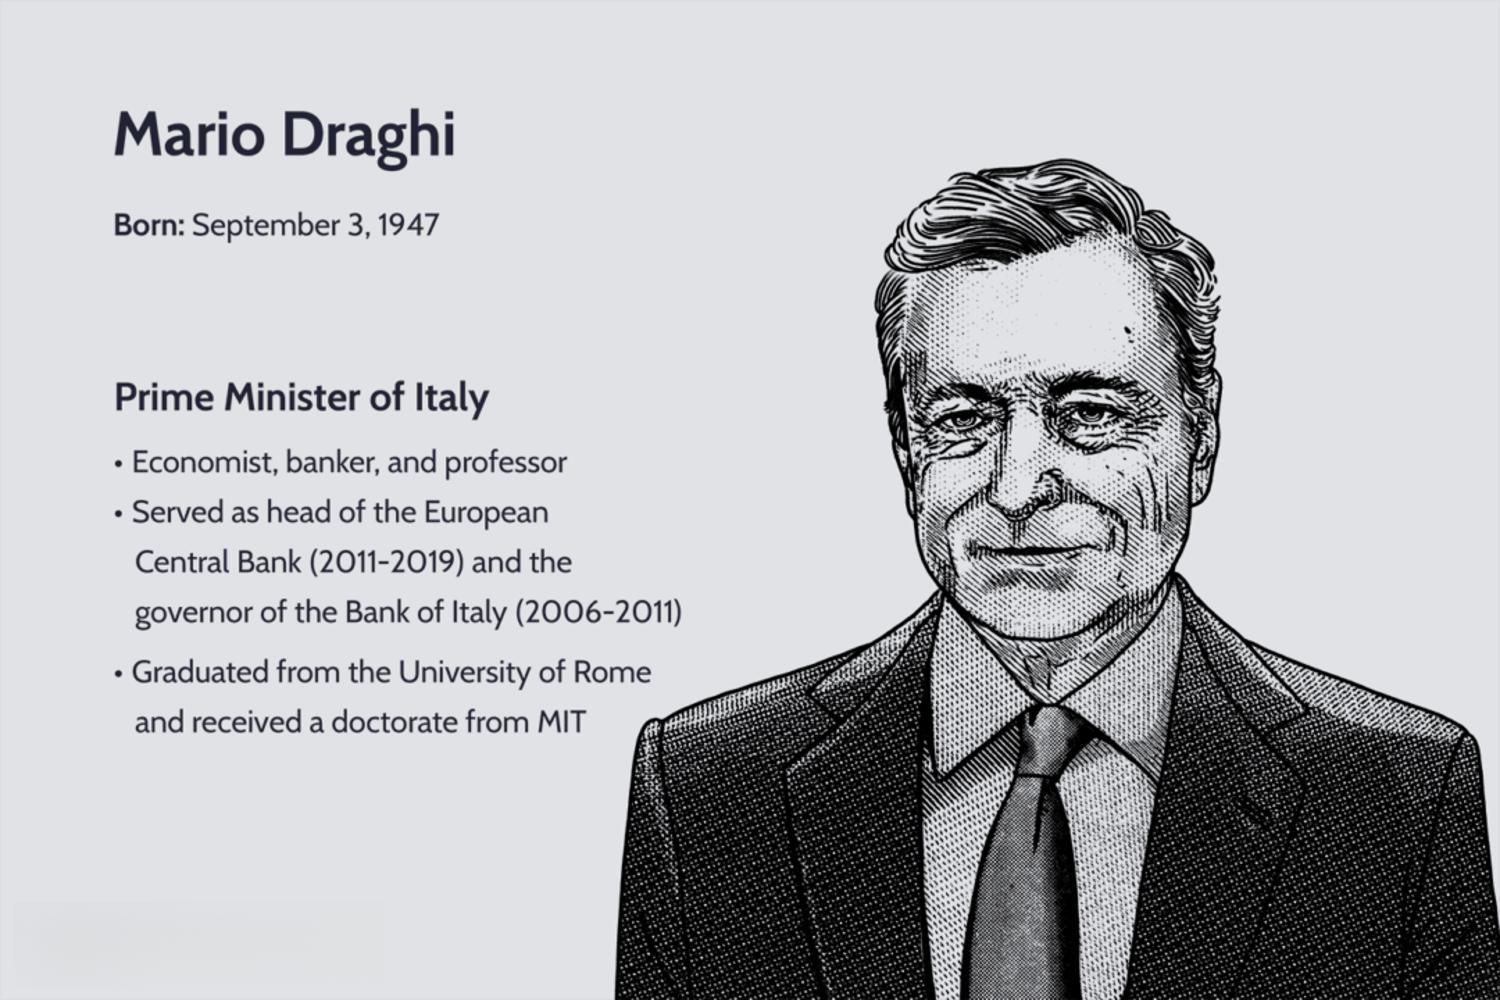 Mario Draghi
Born: September 3, 1947
Prime Minister of Italy
• Economist, banker, and professor
• Served as head of the European
Central Bank (2011-2019) and the
governor of the Bank of Italy (2006-2011)
• Graduated from the University of Rome
and received a doctorate from MIT